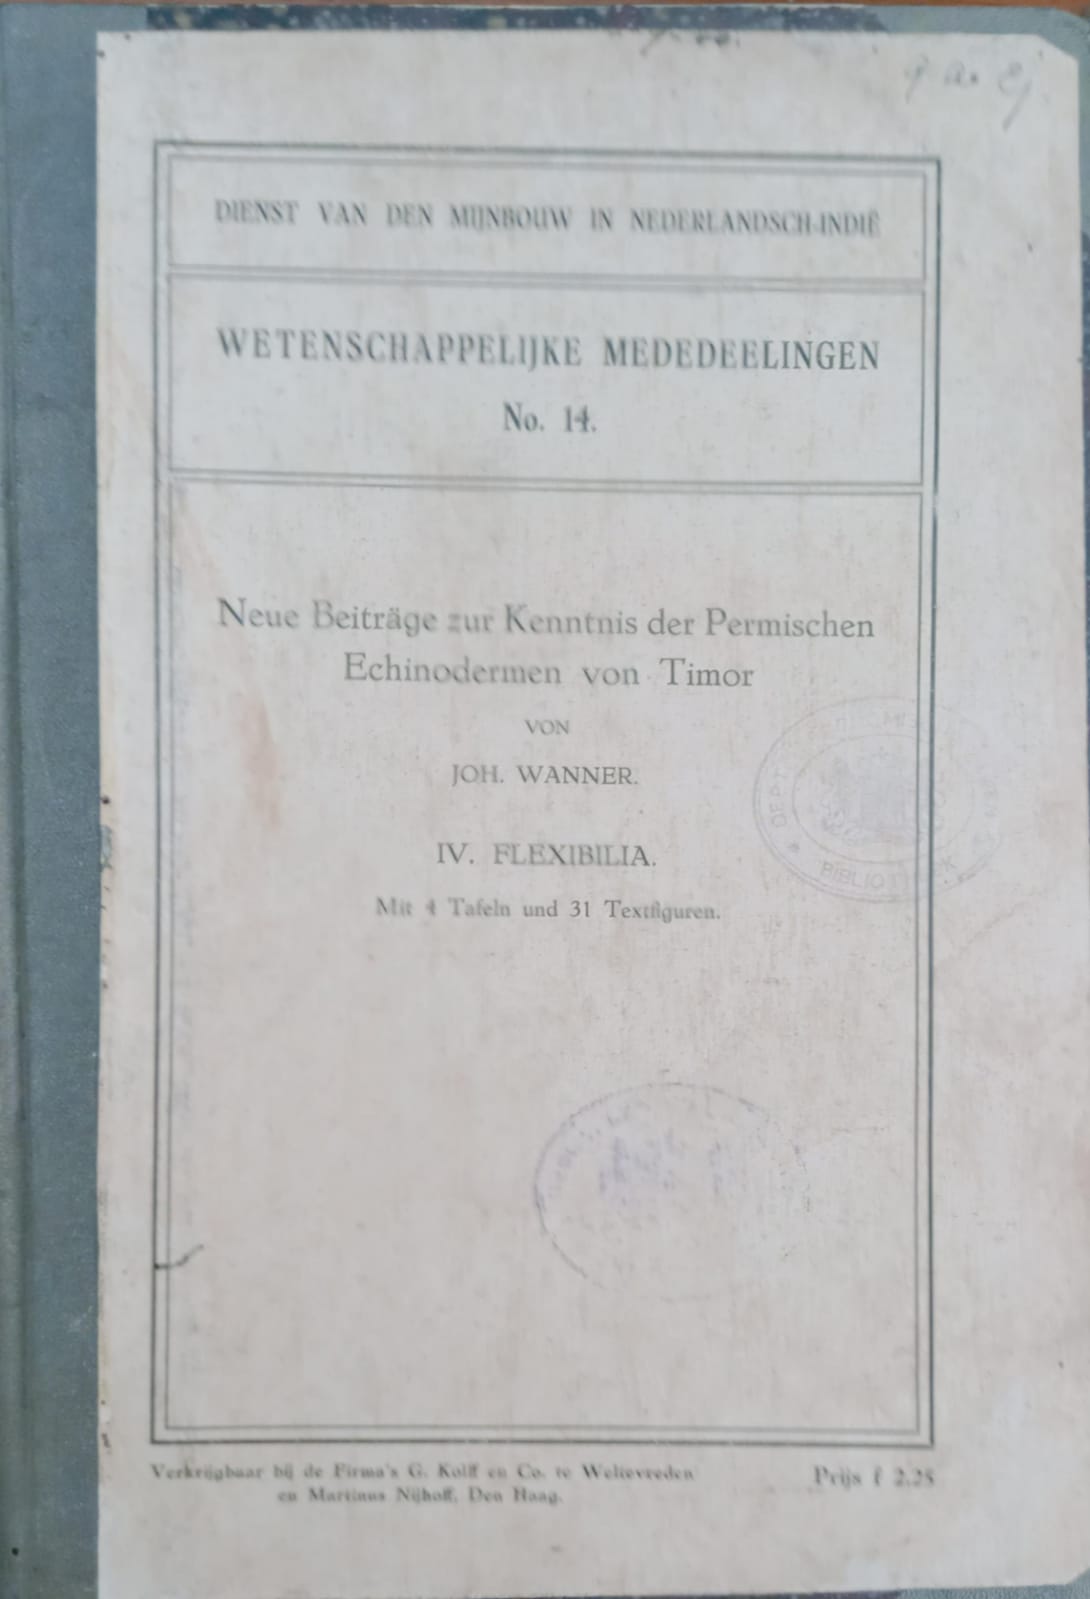 DIENST VAN DEN MIJNBOUW IN NEDERLANDSCH-INDIË
WETENSCHAPPELIJKE MEDEDEELINGEN
No. 14.
Neue Beiträge zur Kenntnis der Permischen
Echinodermen von Timor
VON
JOH. WANNER.
IV. FLEXIBILIA.
Mit 4 Tafeln und 31 Textfiguren.
BIBLIOTHEEK
Verkrijgbaar bij de Firma's G. Kolff en Co. te Weltevreden
en Martinus Nijhoff, Den Haag.
Prijs f 2.25